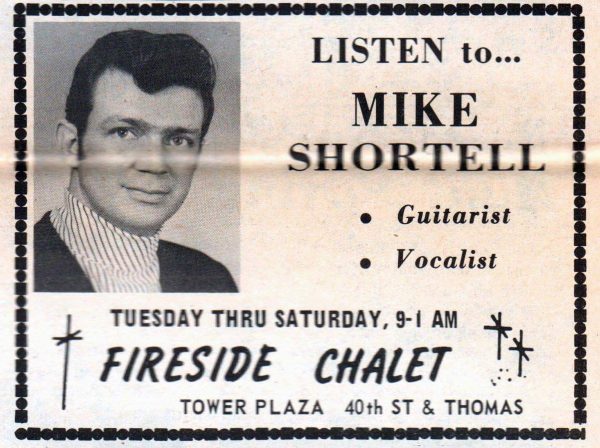 LISTEN to...
MIKE
SHORTELL
• Guitarist
• Vocalist
TUESDAY THRU SATURDAY, 9-1 AM
FIRESIDE CHALET
TOWER PLAZA 40th ST & THOMAS